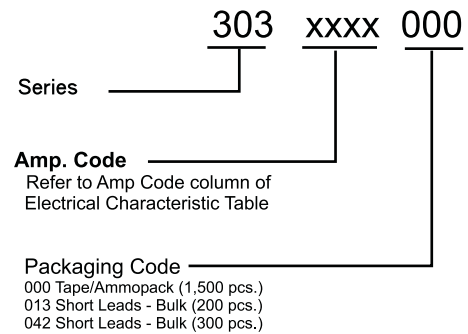 303 xxxx 000
Series
Amp. Code
Refer to Amp Code column of
Electrical Characteristic Table
Packaging Code
000 Tape/Ammopack (1,500 pcs.)
013 Short Leads - Bulk (200 pcs.)
042 Short Leads - Bulk (300 pcs.)